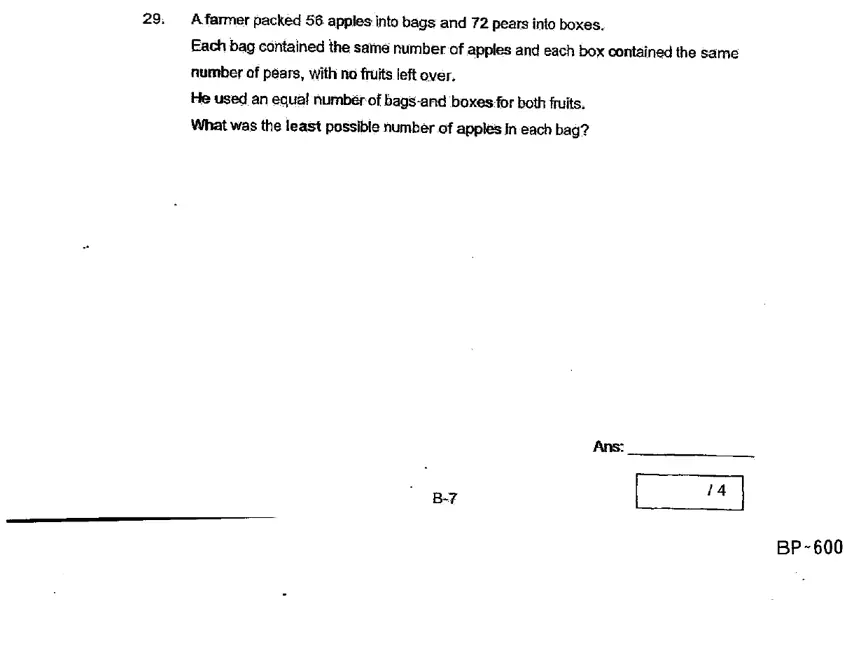 29. A farmer packed 56 apples into bags and 72 pears into boxes.
Each bag contained the same number of apples and each box contained the same
number of pears, with no fruits left over.
He used an equal number of bags and boxes for both fruits.
What was the least possible number of apples in each bag?
Ans:
/ 4
B-7
BP~600